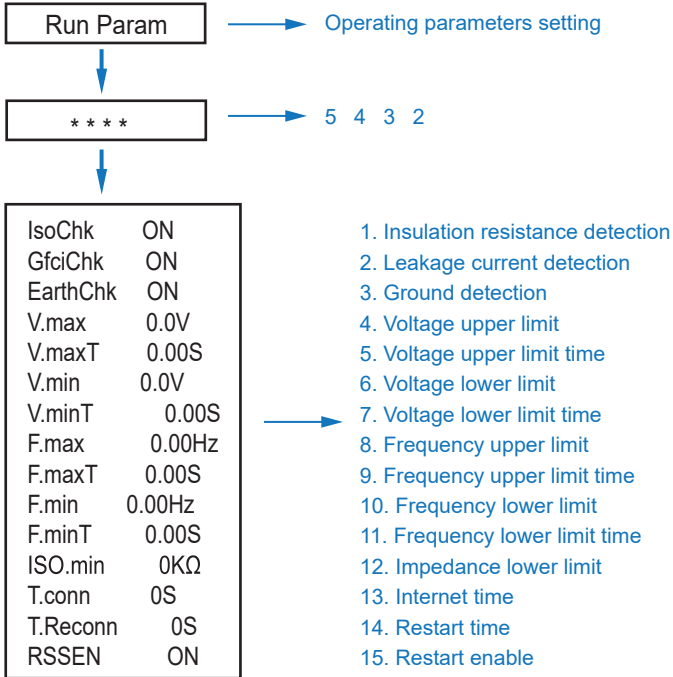 Run Param
Operating parameters setting
* * * *
5 4 3 2
IsoChk ON
GfciChk ON
EarthChk ON
V.max 0.0V
V.maxT 0.00S
V.min 0.0V
V.minT 0.00S
F.max 0.00Hz
F.maxT 0.00S
F.min 0.00Hz
F.minT 0.00S
ISO.min 0KΩ
T.conn 0S
T.Reconn 0S
RSSEN ON
1. Insulation resistance detection
2. Leakage current detection
3. Ground detection
4. Voltage upper limit
5. Voltage upper limit time
6. Voltage lower limit
7. Voltage lower limit time
8. Frequency upper limit
9. Frequency upper limit time
10. Frequency lower limit
11. Frequency lower limit time
12. Impedance lower limit
13. Internet time
14. Restart time
15. Restart enable